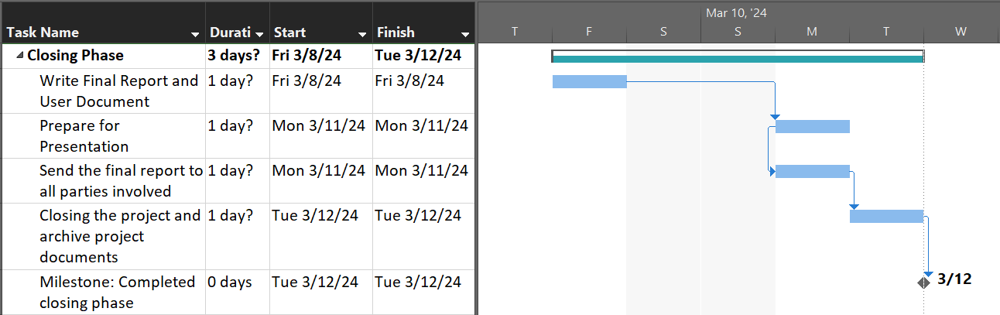 Mar 10, '24
Task Name Durati Start Finish T F S S M T W
Closing Phase 3 days? Fri 3/8/24 Tue 3/12/24
Write Final Report and 1 day? Fri 3/8/24 Fri 3/8/24
User Document
Prepare for 1 day? Mon 3/11/24 Mon 3/11/24
Presentation
Send the final report to 1 day? Mon 3/11/24 Mon 3/11/24
all parties involved
Closing the project and 1 day? Tue 3/12/24 Tue 3/12/24
archive project
documents
Milestone: Completed 0 days Tue 3/12/24 Tue 3/12/24 3/12
closing phase